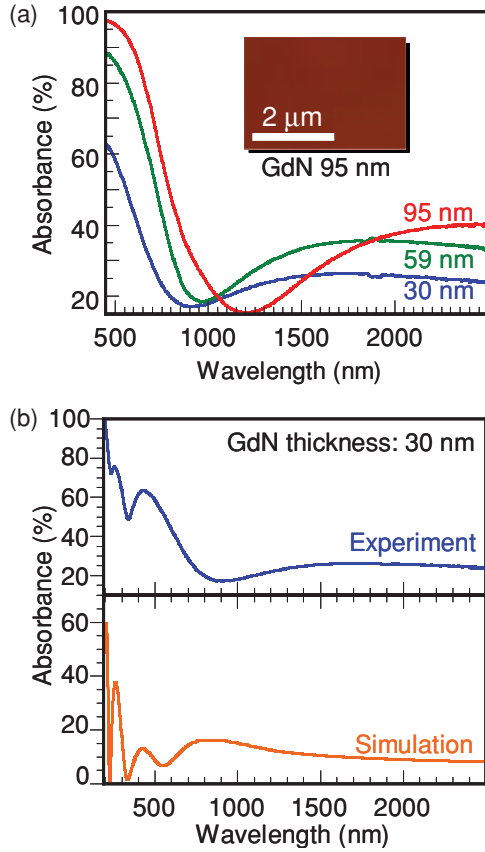 (a)
100
80
60
40
20
Absorbance (%)
2 μm
GdN 95 nm
95 nm
59 nm
30 nm
500 1000 1500 2000
Wavelength (nm)
(b)
100
80
60
40
20
GdN thickness: 30 nm
Experiment
Absorbance (%)
60
40
20
0
Simulation
500 1000 1500 2000
Wavelength (nm)